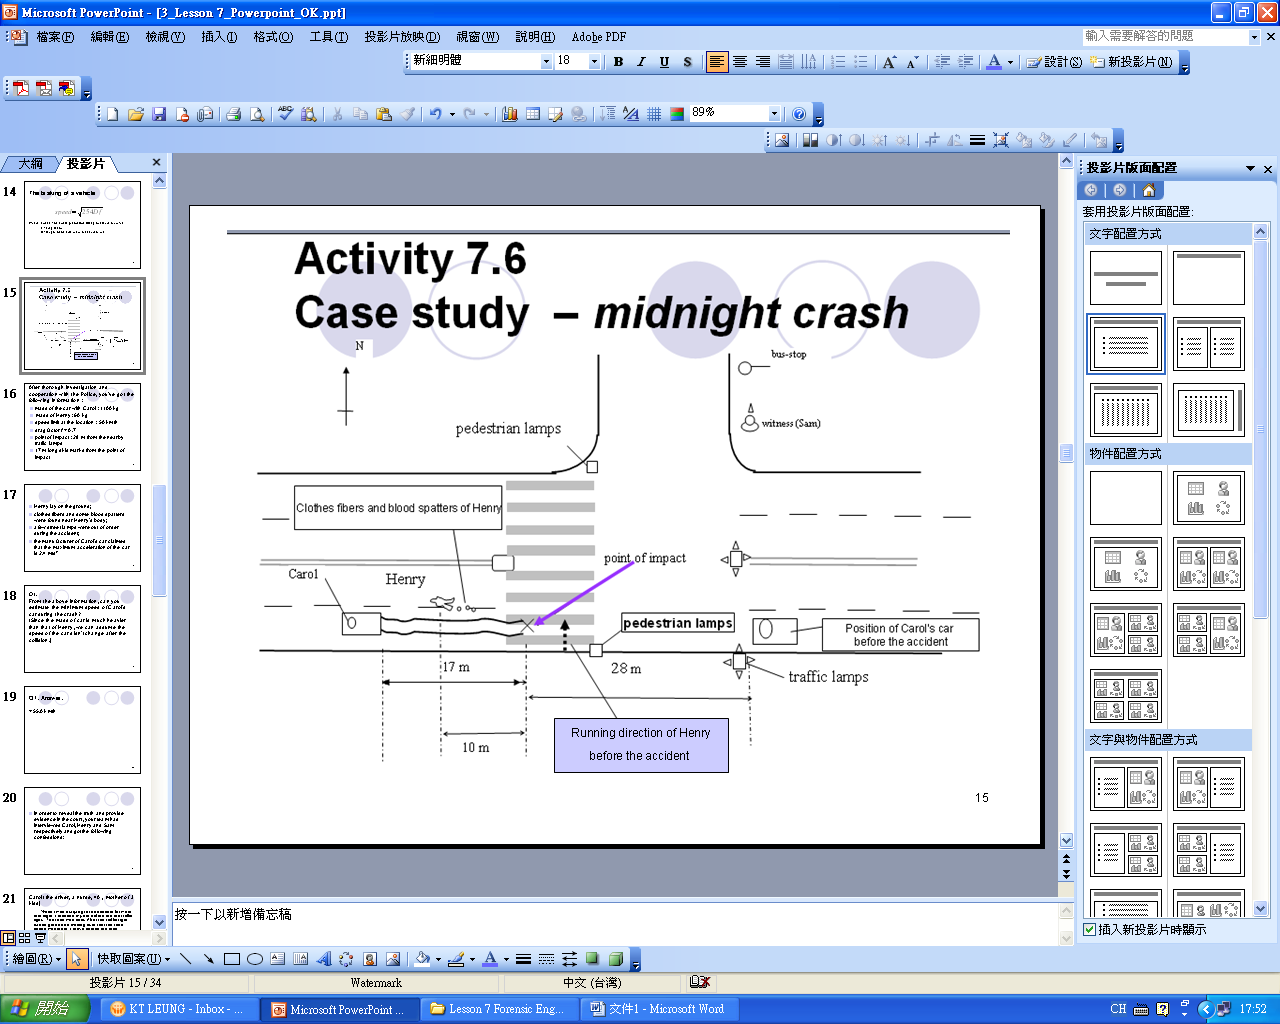 Microsoft PowerPoint - [3_Lesson 7_Powerpoint_OK.ppt]
檔案(F) 編輯(E) 檢視(V) 插入(I) 格式(O) 工具(T) 投影片放映(D) 視窗(W) 說明(H) Adobe PDF
輸入需要解答的問題
新細明體 18 B I U S 設計(S) 新投影片(N)
89%
大綱 投影片
投影片版面配置
套用投影片版面配置:
文字配置方式
物件配置方式
文字與物件配置方式
插入新投影片時顯示
14
15
16
17
18
19
20
21
Activity 7.6
Case study – midnight crash
N
bus-stop
witness (Sam)
pedestrian lamps
Clothes fibers and blood spatters of Henry
point of impact
Carol
Henry
pedestrian lamps
Position of Carol's car
before the accident
17 m
28 m
traffic lamps
10 m
Running direction of Henry
before the accident
15
按一下以新增備忘稿
繪圖(R) 快取圖案(U)
投影片 15 / 34 Watermark 中文 (台灣)
開始 KT LEUNG - Inbox - ... Microsoft PowerPoint ... Lesson 7 Forensic Eng... 文件1 - Microsoft Word CH 17:52